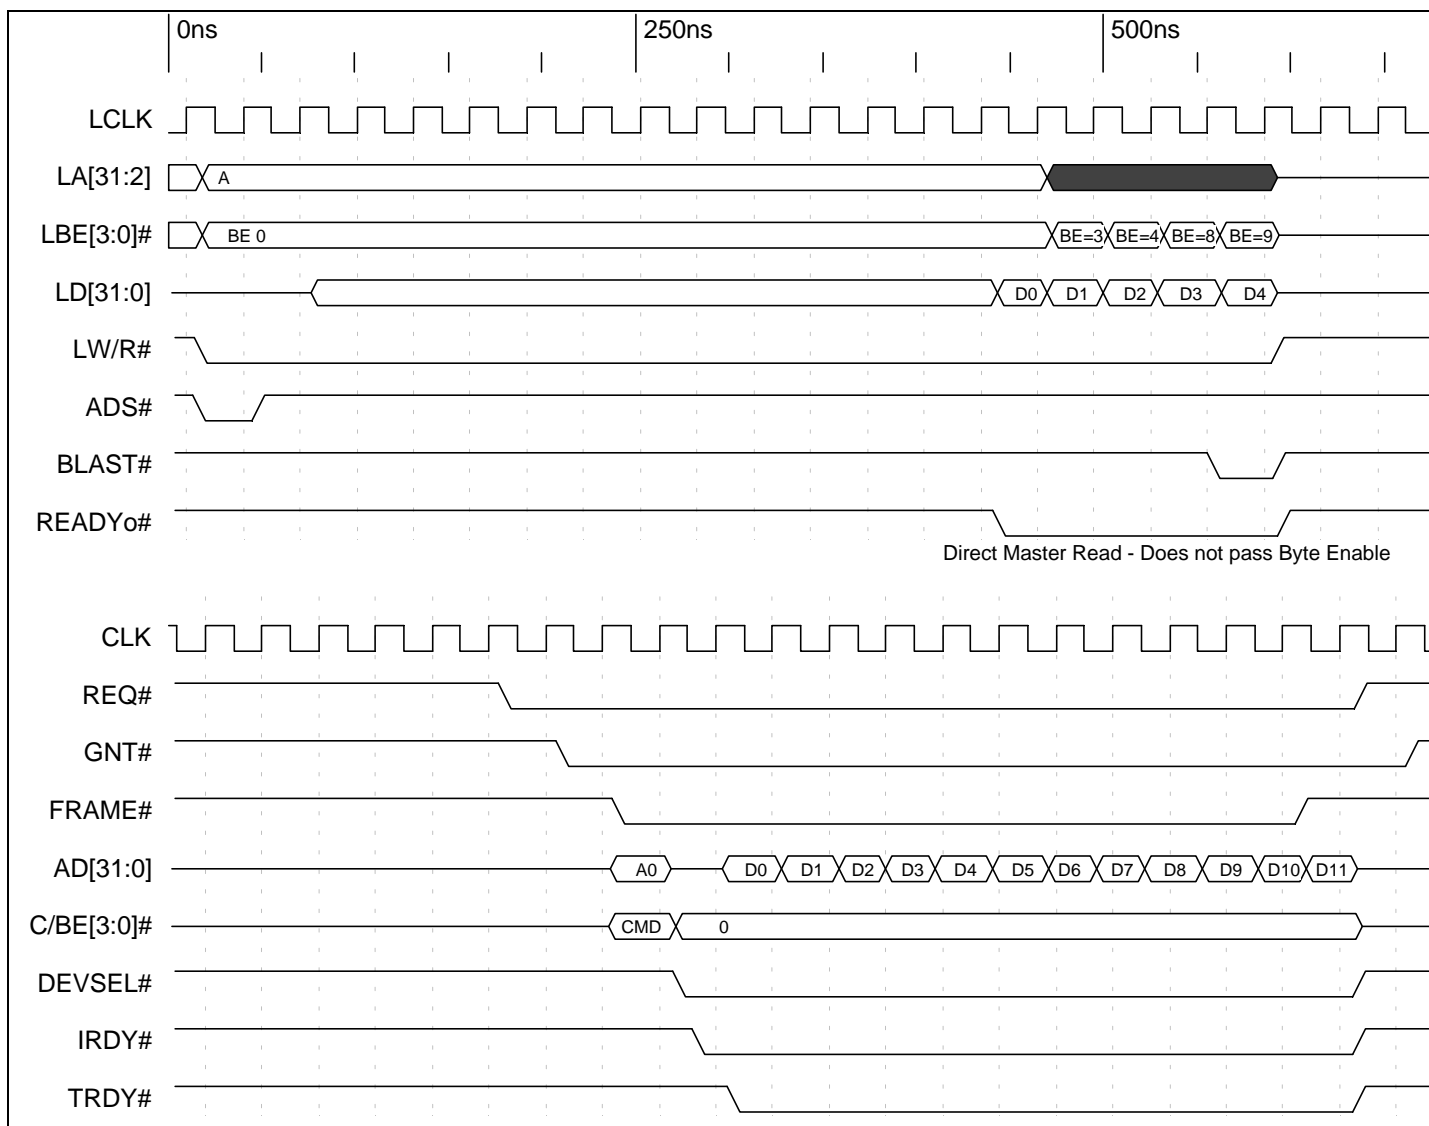 0ns 250ns 500ns
LCLK
LA[31:2] A
LBE[3:0]# BE 0 BE=3 BE=4 BE=8 BE=9
LD[31:0] D0 D1 D2 D3 D4
LW/R#
ADS#
BLAST#
READYo#
Direct Master Read - Does not pass Byte Enable
CLK
REQ#
GNT#
FRAME#
AD[31:0] A0 D0 D1 D2 D3 D4 D5 D6 D7 D8 D9 D10 D11
C/BE[3:0]# CMD 0
DEVSEL#
IRDY#
TRDY#